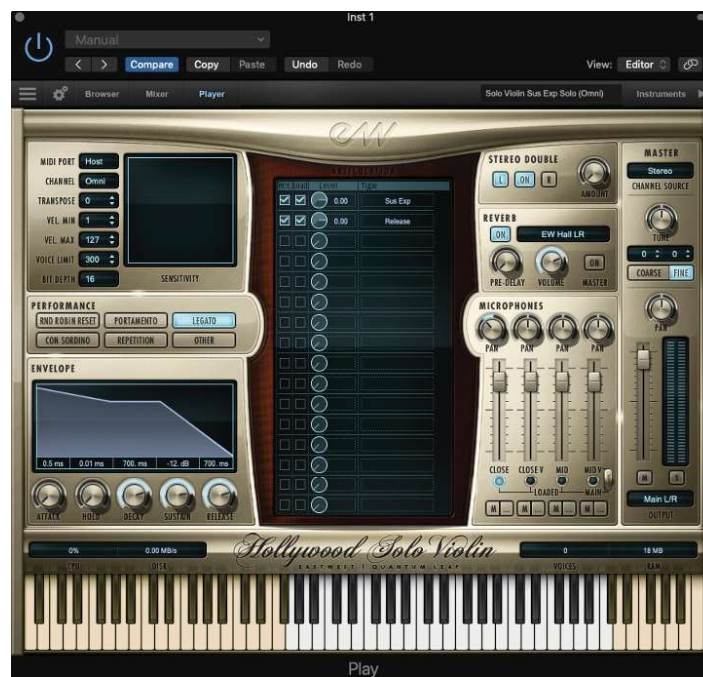 Inst 1
Manual
Compare Copy Paste Undo Redo View: Editor
Browser Mixer Player Solo Violin Sus Exp Solo (Omni) Instruments
EW
MIDI PORT Host
CHANNEL Omni
TRANSPOSE 0
VEL. MIN 1
VEL. MAX 127
VOICE LIMIT 300
BIT DEPTH 16
SENSITIVITY
PERFORMANCE
RND ROBIN RESET PORTAMENTO LEGATO
CON SORDINO REPETITION OTHER
ENVELOPE
0.5 ms 0.01 ms 700. ms -12. dB 700. ms
ATTACK HOLD DECAY SUSTAIN RELEASE
Level Type
0.00 Sus Exp
0.00 Release
STEREO DOUBLE
L ON R
AMOUNT
REVERB
ON EW Hall LR
ON
PRE-DELAY VOLUME MASTER
MICROPHONES
PAN PAN PAN PAN
CLOSE CLOSE V MID MID V
LOADED MAIN
M ... M ... M ... M ...
MASTER
Stereo
CHANNEL SOURCE
TUNE
0 0
COARSE FINE
PAN
M S
Main L/R
OUTPUT
0% 0.00 MB/s
CPU DISK
Hollywood Solo Violin
EASTWEST | QUANTUM LEAP
0 18 MB
VOICES RAM
Play